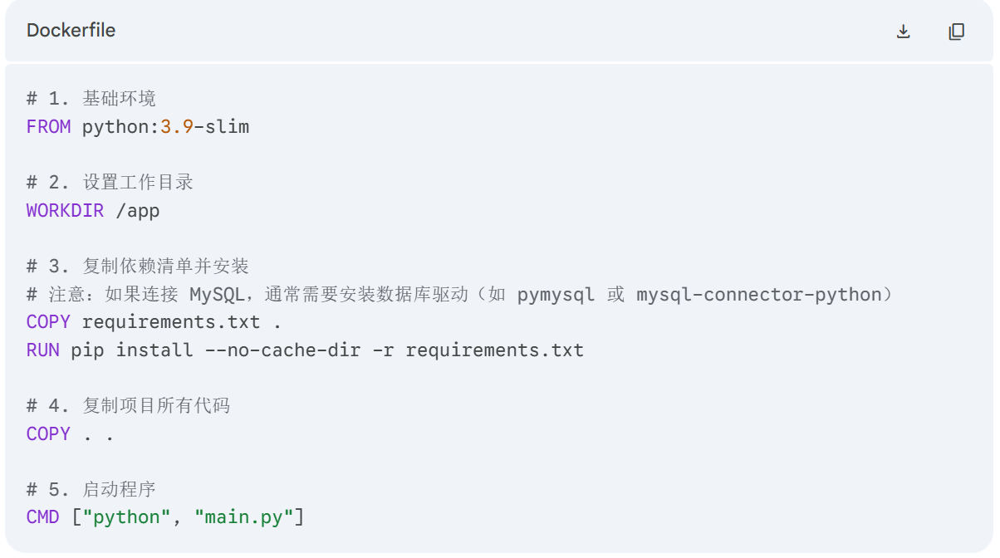 Dockerfile
# 1. 基础环境
FROM python:3.9-slim
# 2. 设置工作目录
WORKDIR /app
# 3. 复制依赖清单并安装
# 注意：如果连接 MySQL，通常需要安装数据库驱动（如 pymysql 或 mysql-connector-python）
COPY requirements.txt .
RUN pip install --no-cache-dir -r requirements.txt
# 4. 复制项目所有代码
COPY . .
# 5. 启动程序
CMD ["python", "main.py"]